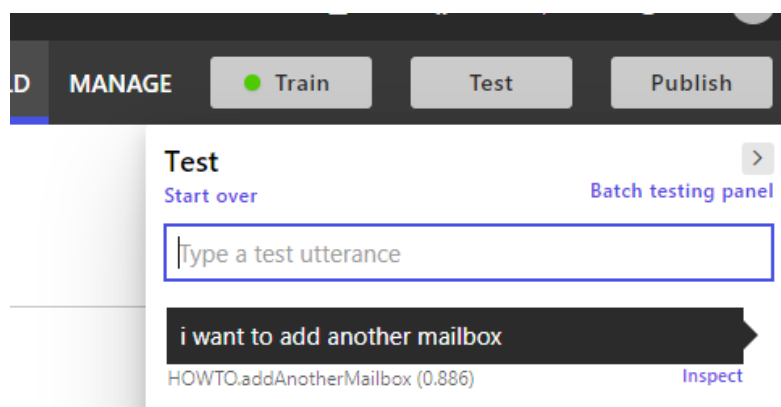 LD MANAGE Train Test Publish
Test
Start over Batch testing panel
Type a test utterance
i want to add another mailbox
HOWTO.addAnotherMailbox (0.886) Inspect